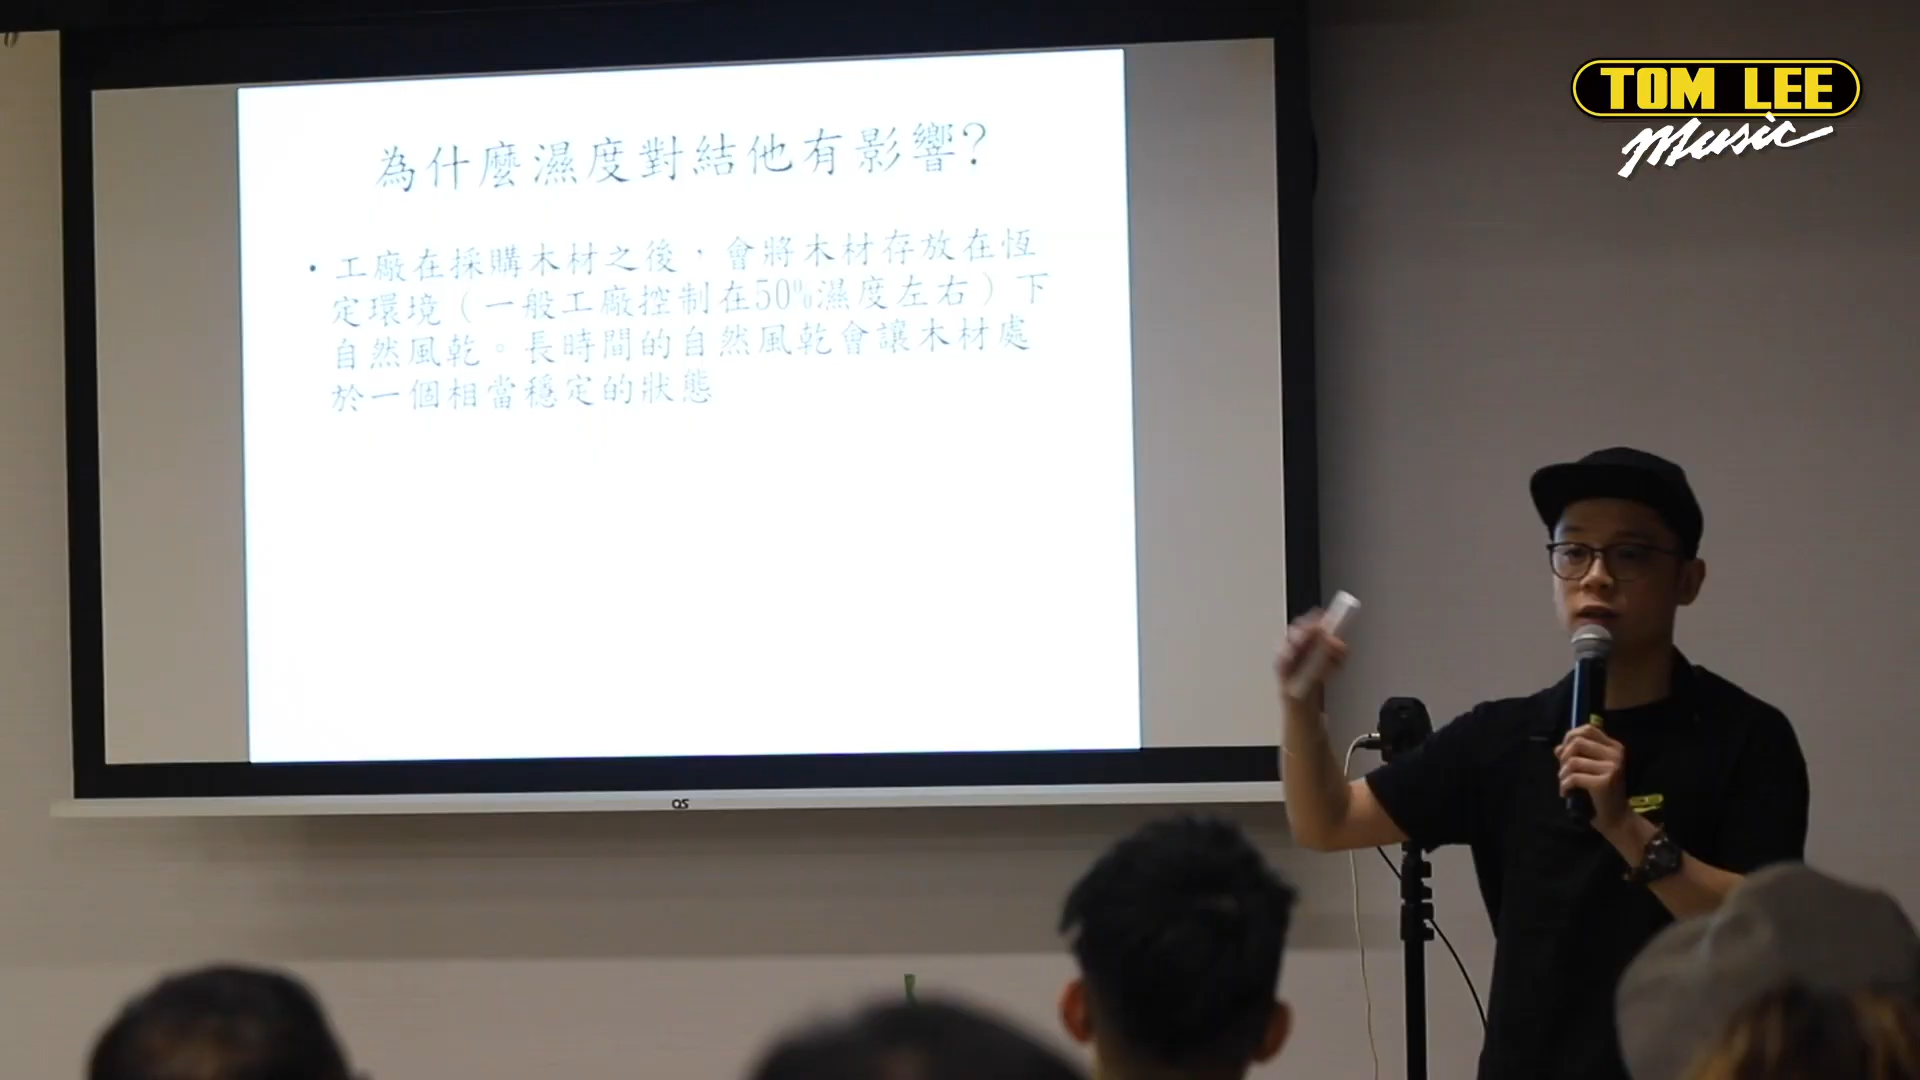 TOM LEE
Music
為什麼濕度對結他有影響?
• 工廠在採購木材之後，會將木材存放在恆
定環境（一般工廠控制在50%濕度左右）下
自然風乾。長時間的自然風乾會讓木材處
於一個相當穩定的狀態
OS